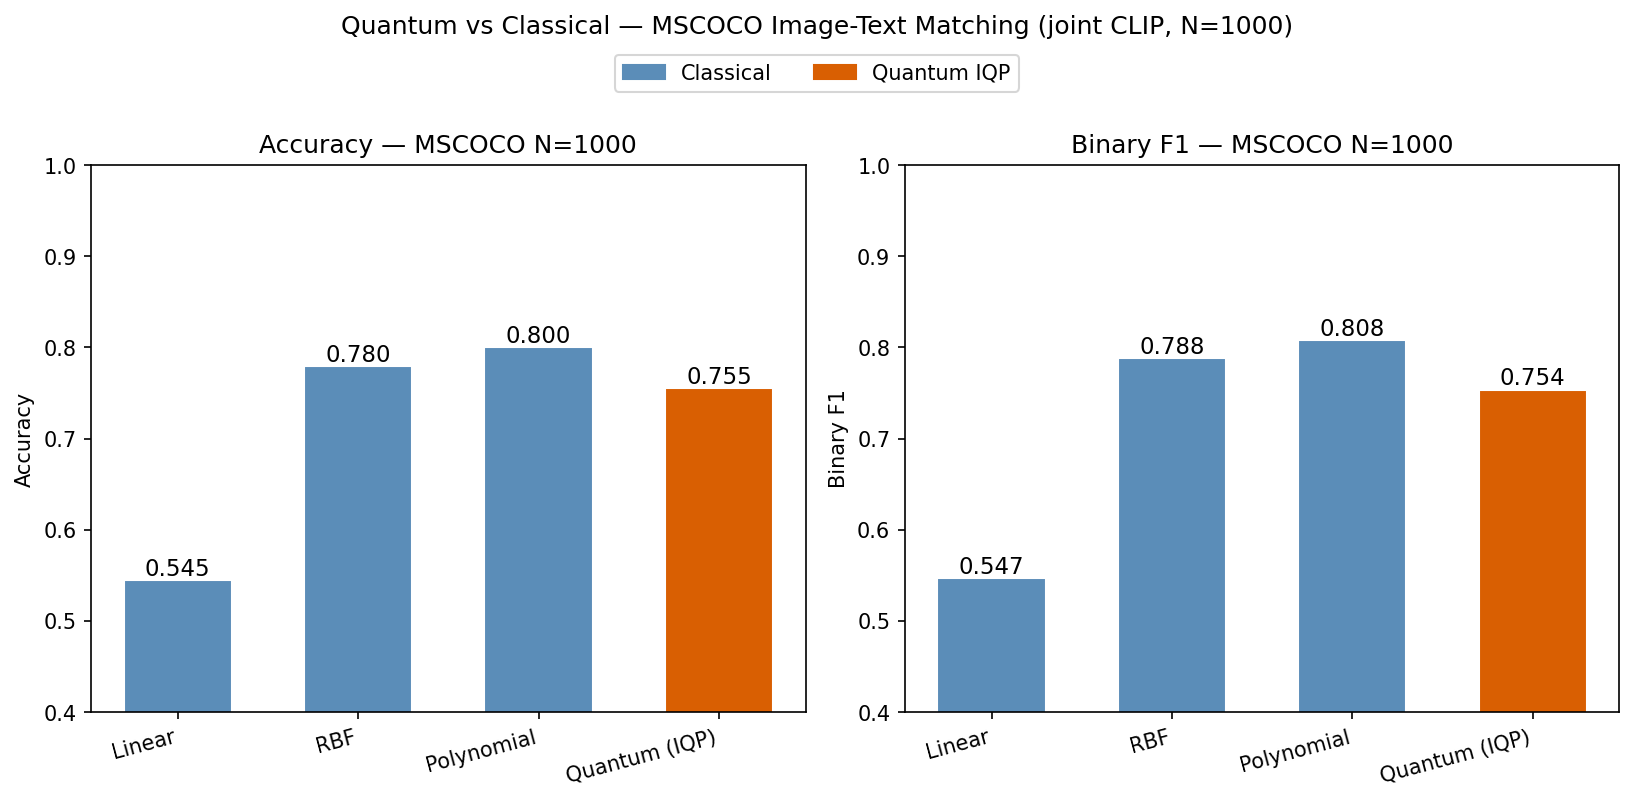 Quantum vs Classical — MSCOCO Image-Text Matching (joint CLIP, N=1000)
Classical
Quantum IQP
Accuracy — MSCOCO N=1000
1.0
0.9
0.8
0.7
0.6
0.5
0.4
Accuracy
0.545
0.780
0.800
0.755
Linear
RBF
Polynomial
Quantum (IQP)
Binary F1 — MSCOCO N=1000
1.0
0.9
0.8
0.7
0.6
0.5
0.4
Binary F1
0.547
0.788
0.808
0.754
Linear
RBF
Polynomial
Quantum (IQP)